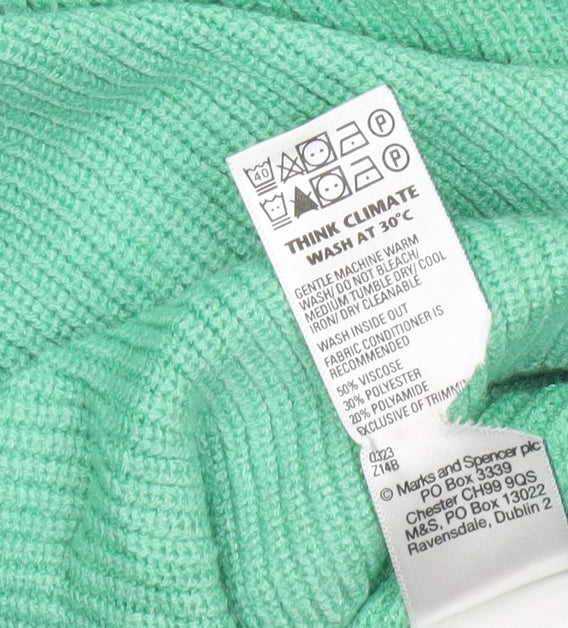 40 P
P
THINK CLIMATE
WASH AT 30°C
GENTLE MACHINE WARM
WASH/ DO NOT BLEACH/
MEDIUM TUMBLE DRY/ COOL
IRON/ DRY CLEANABLE
WASH INSIDE OUT
FABRIC CONDITIONER IS
RECOMMENDED
50% VISCOSE
30% POLYESTER
20% POLYAMIDE
EXCLUSIVE OF TRIMMIN
0323
Z14B
© Marks and Spencer plc
PO Box 3339
Chester CH99 9QS
M&S, PO Box 13022
Ravensdale, Dublin 2